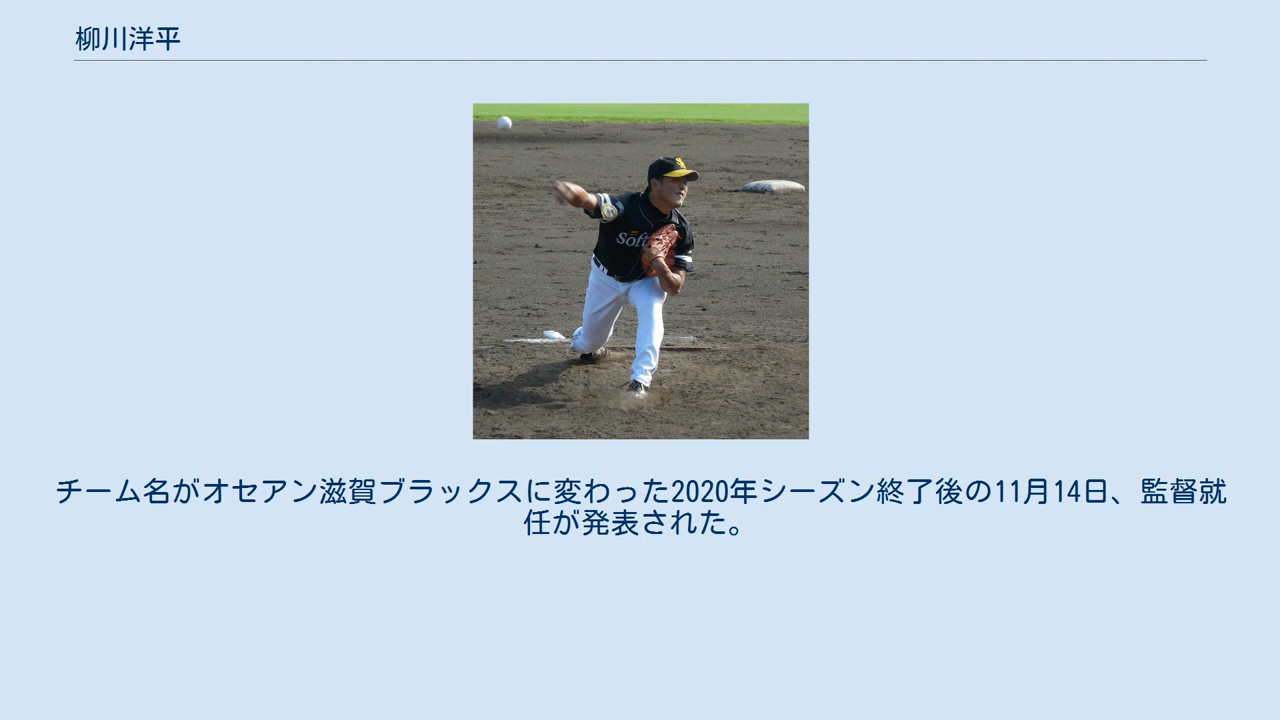 柳川洋平
Soft
チーム名がオセアン滋賀ブラックスに変わった2020年シーズン終了後の11月14日、監督就
任が発表された。